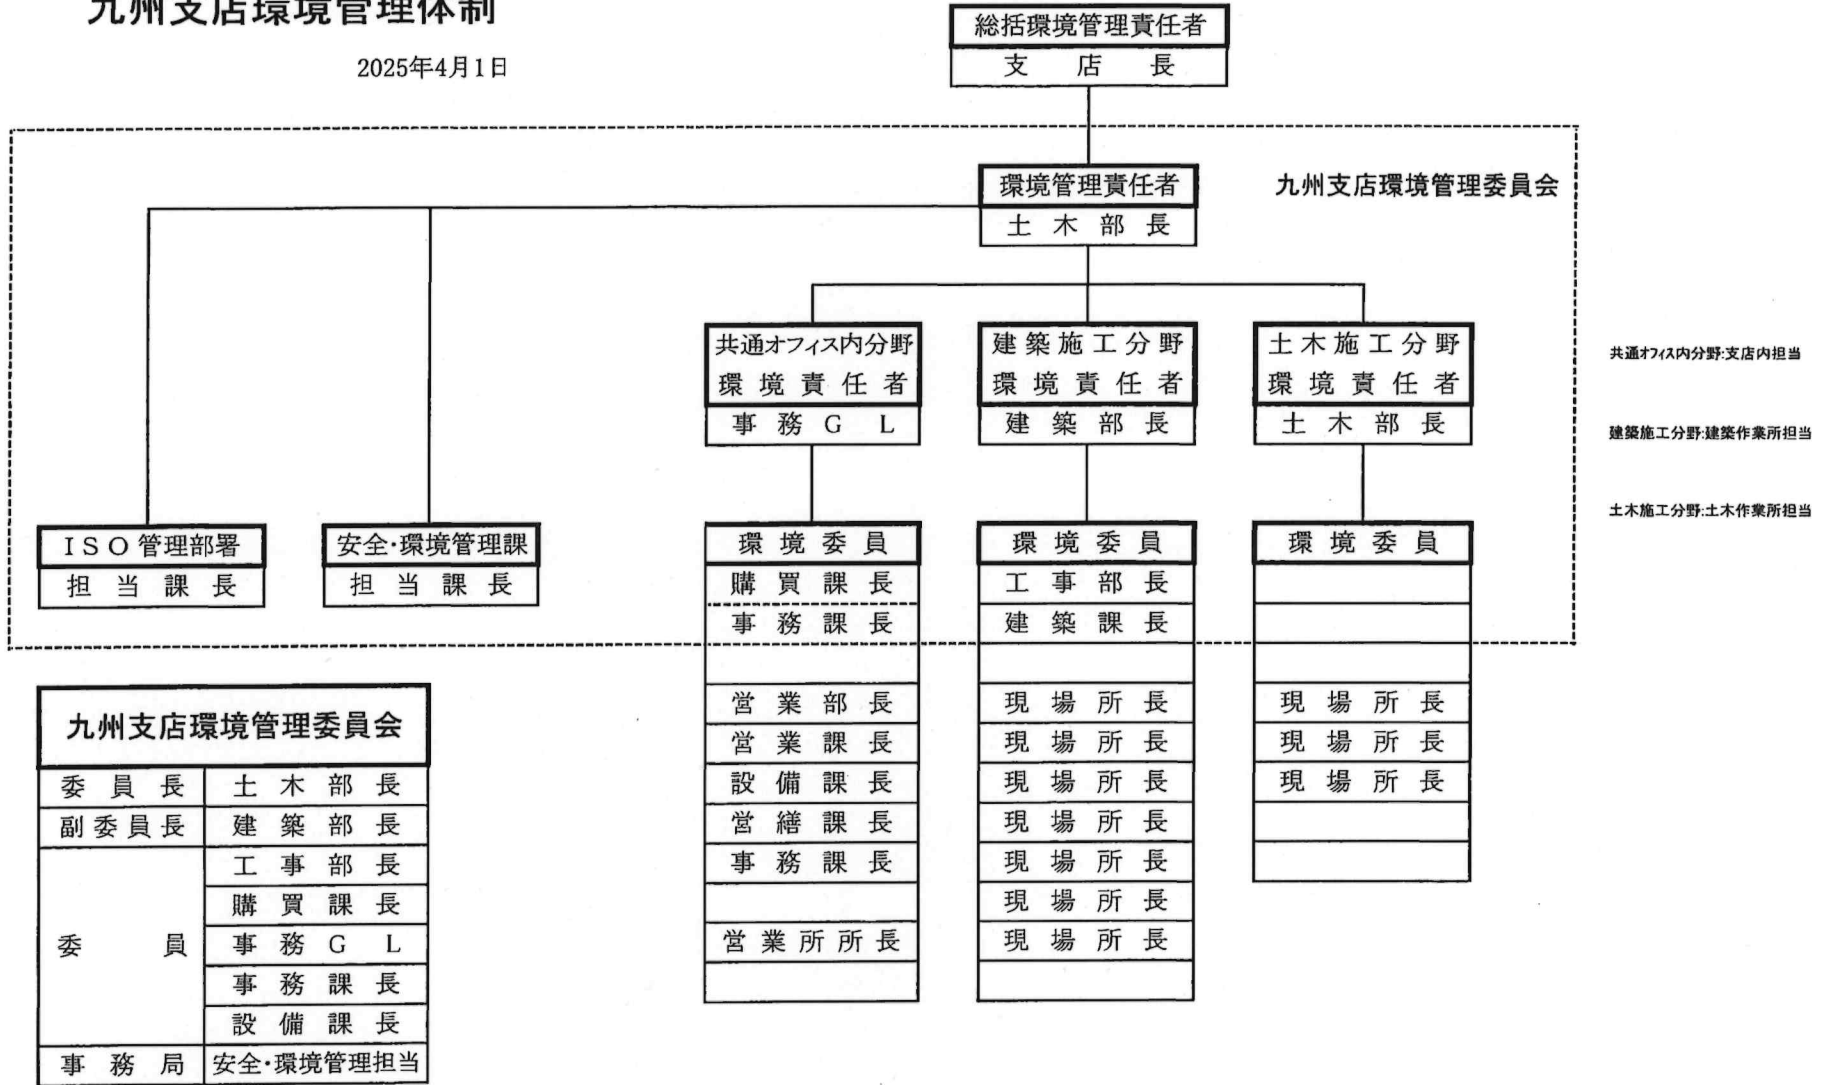 九州支店環境管理体制
2025年4月1日
総括環境管理責任者
支店長
九州支店環境管理委員会
環境管理責任者
土木部長
共通オフィス内分野
環境責任者
事務GL
建築施工分野
環境責任者
建築部長
土木施工分野
環境責任者
土木部長
共通オフィス内分野:支店内担当
建築施工分野:建築作業所担当
土木施工分野:土木作業所担当
ISO管理部署
担当課長
安全・環境管理課
担当課長
環境委員
購買課長
事務課長
営業部長
営業課長
設備課長
営繕課長
事務課長
営業所所長
環境委員
工事部長
建築課長
現場所長
現場所長
現場所長
現場所長
現場所長
現場所長
現場所長
環境委員
現場所長
現場所長
現場所長
九州支店環境管理委員会
委員長 土木部長
副委員長 建築部長
委員 工事部長
購買課長
事務GL
事務課長
設備課長
事務局 安全・環境管理担当